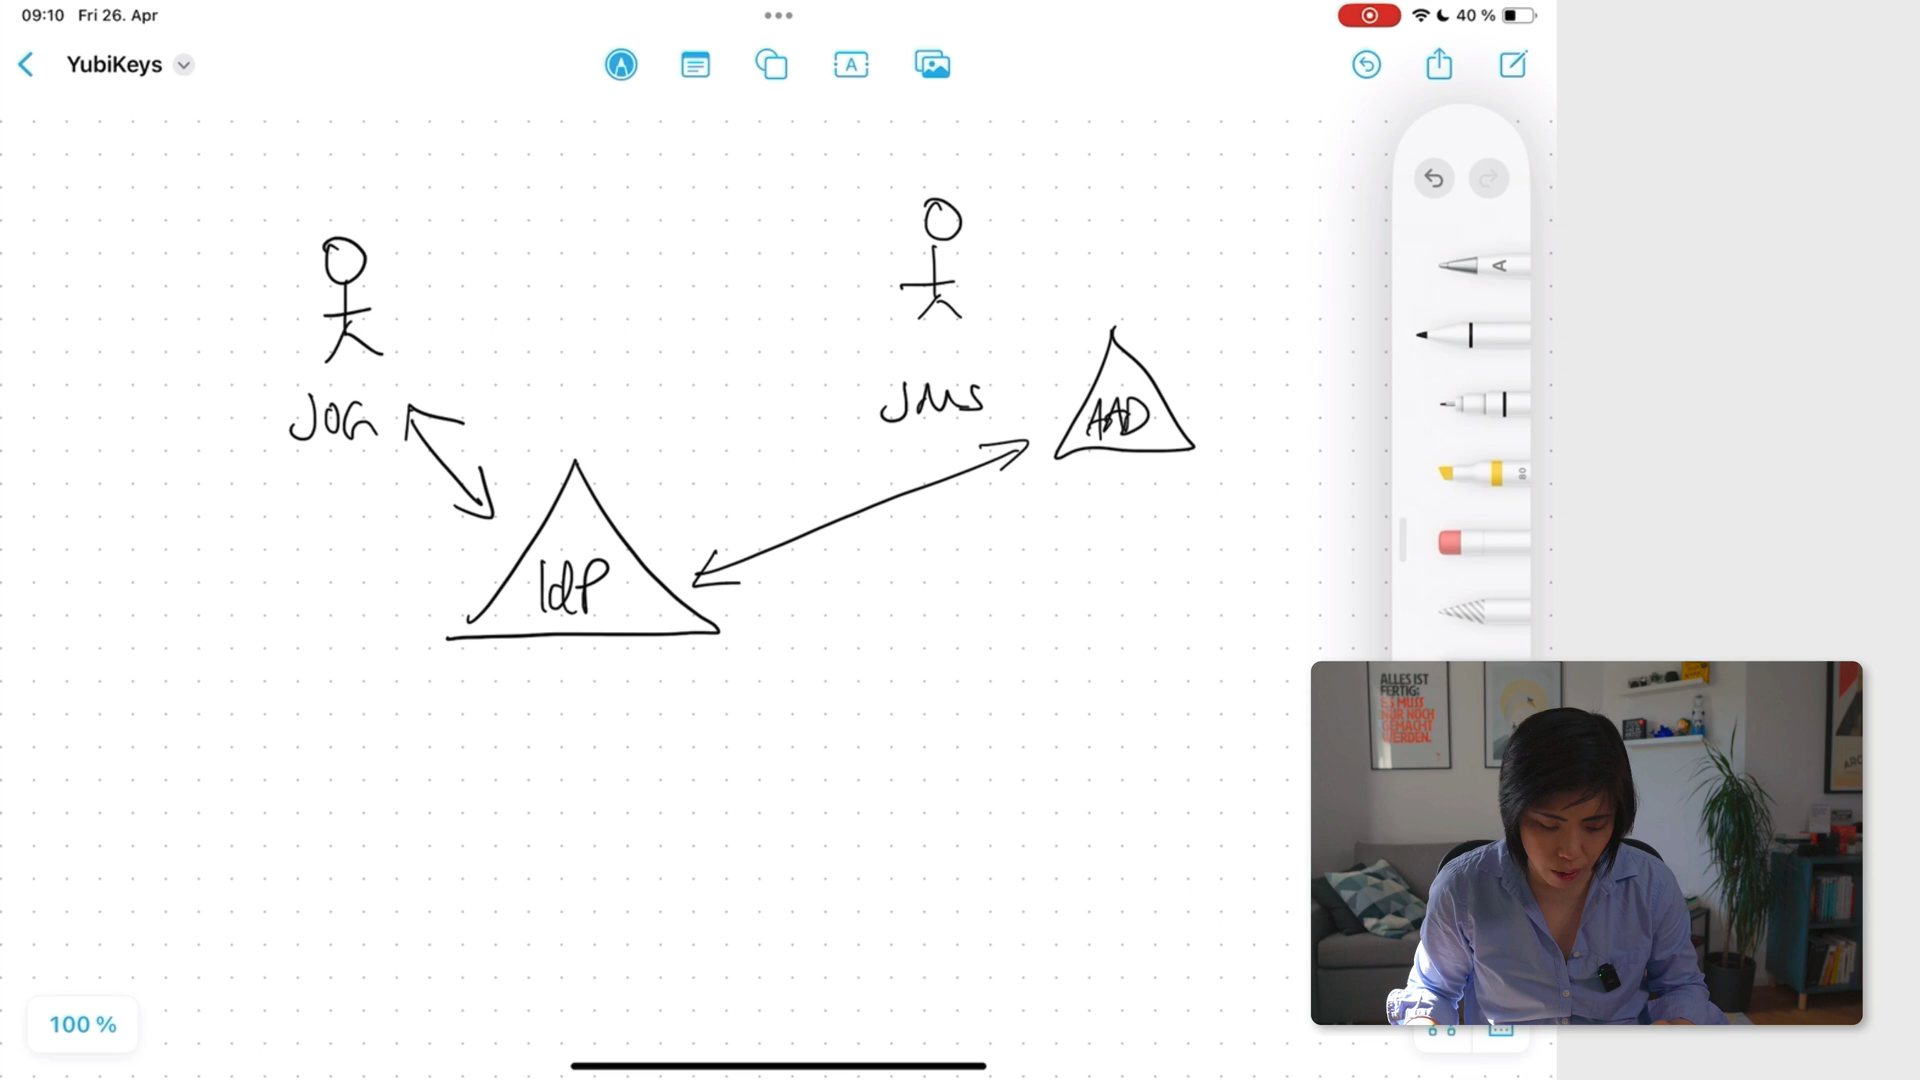 09:10 Fri 26. Apr
40 %
YubiKeys
A
A
80
JOG
JMS
AAD
IdP
ALLES IST
FERTIG:
ES MUSS
NUR NOCH
GEMACHT
WERDEN.
100 %